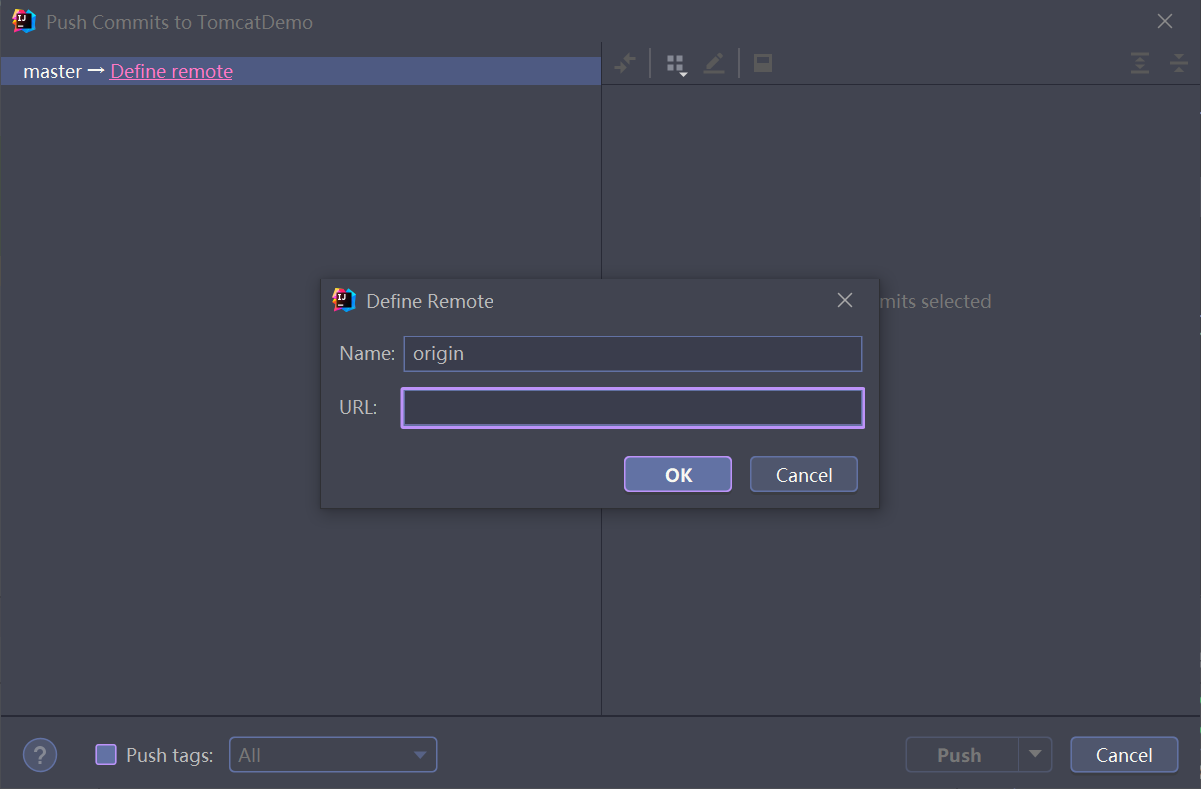 Push Commits to TomcatDemo
master → Define remote
mits selected
Define Remote
Name: origin
URL:
OK Cancel
? Push tags: All Push Cancel